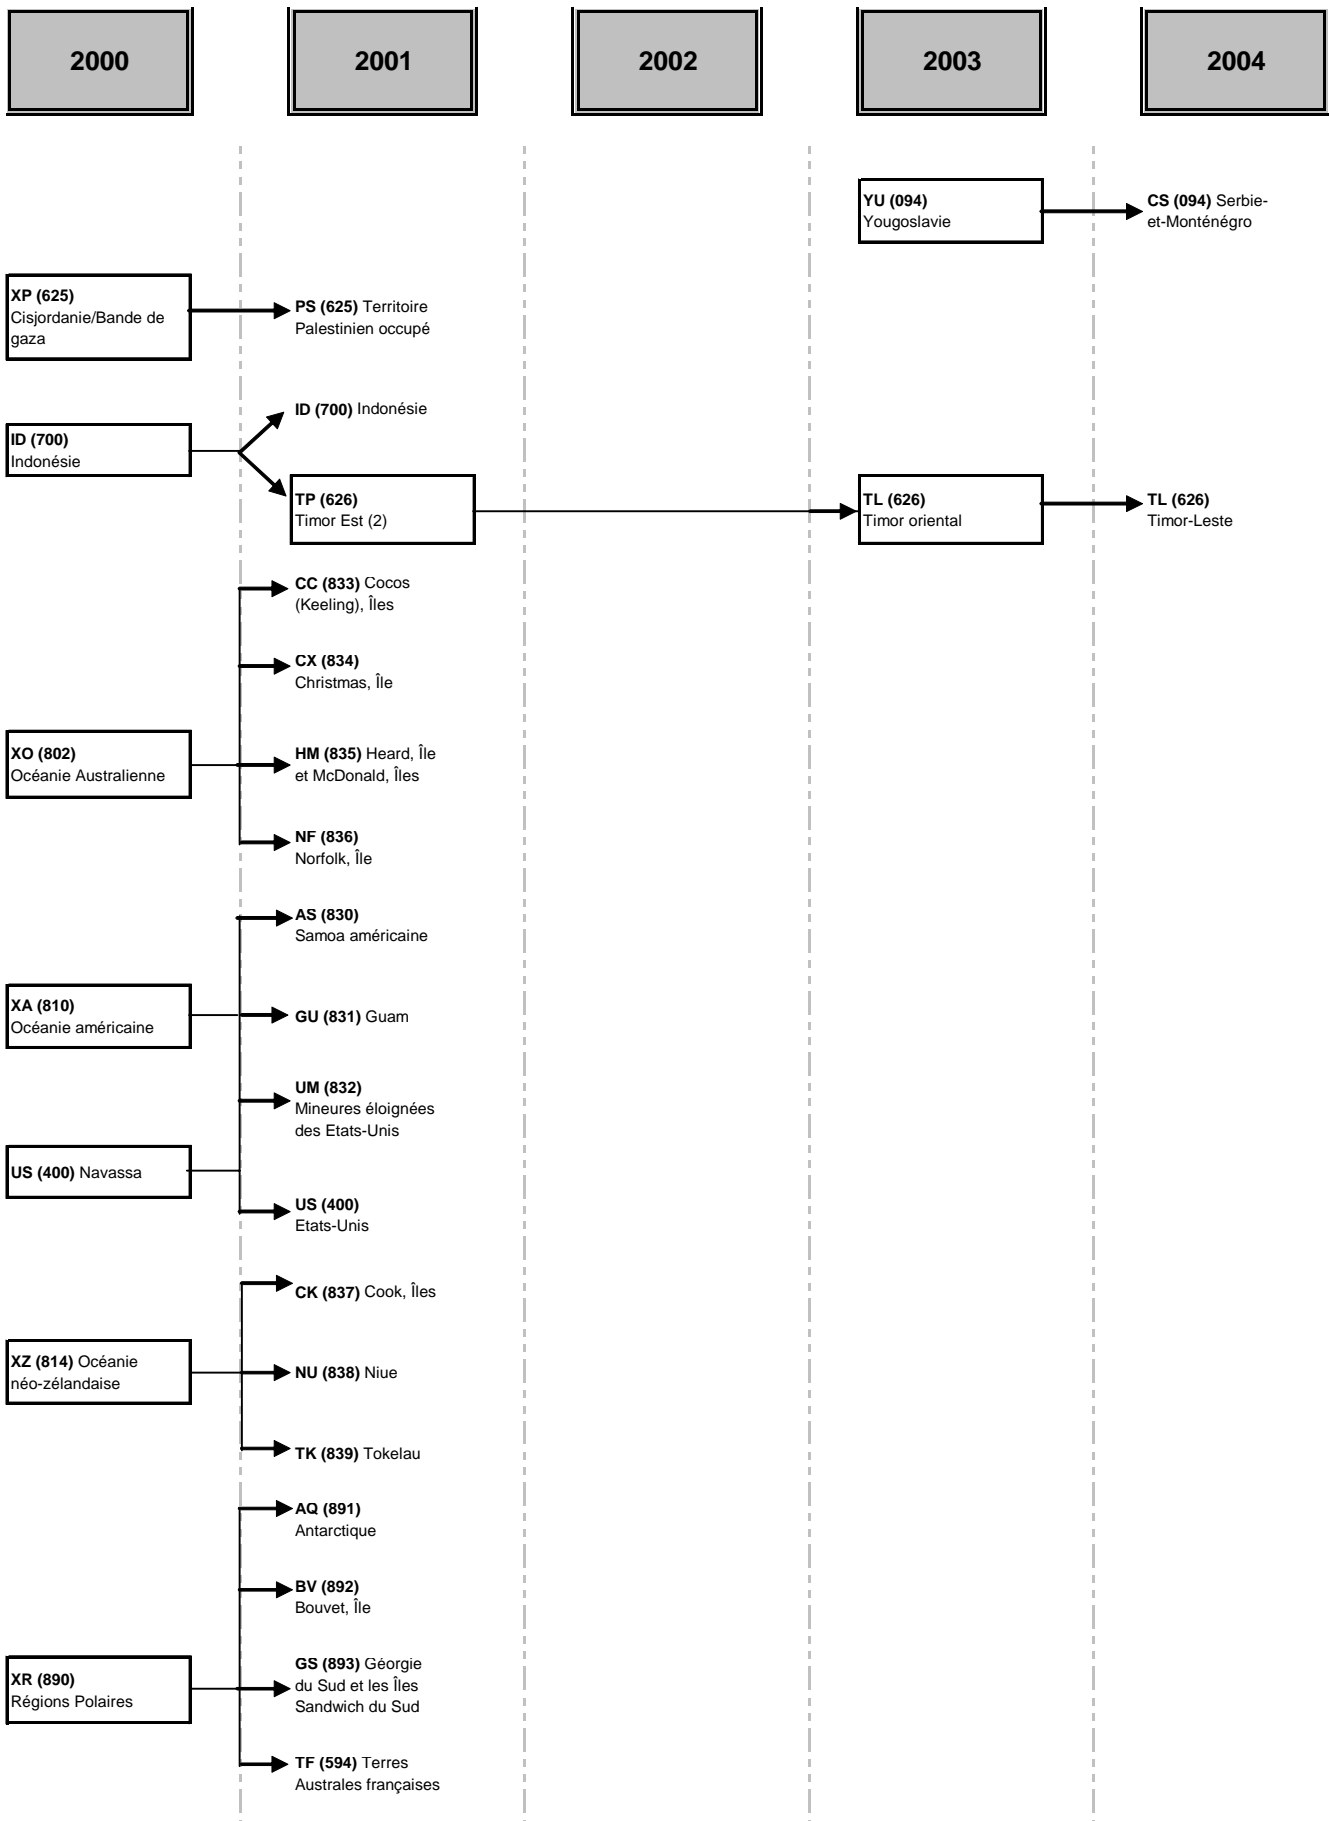 2000
2001
2002
2003
2004
YU (094)
Yougoslavie
CS (094) Serbie-
et-Monténégro
XP (625)
Cisjordanie/Bande de
gaza
PS (625) Territoire
Palestinien occupé
ID (700)
Indonésie
ID (700) Indonésie
TP (626)
Timor Est (2)
TL (626)
Timor oriental
TL (626)
Timor-Leste
CC (833) Cocos
(Keeling), Îles
CX (834)
Christmas, Île
XO (802)
Océanie Australienne
HM (835) Heard, Île
et McDonald, Îles
NF (836)
Norfolk, Île
AS (830)
Samoa américaine
XA (810)
Océanie américaine
GU (831) Guam
UM (832)
Mineures éloignées
des Etats-Unis
US (400) Navassa
US (400)
Etats-Unis
CK (837) Cook, Îles
XZ (814) Océanie
néo-zélandaise
NU (838) Niue
TK (839) Tokelau
AQ (891)
Antarctique
BV (892)
Bouvet, Île
XR (890)
Régions Polaires
GS (893) Géorgie
du Sud et les Îles
Sandwich du Sud
TF (594) Terres
Australes françaises